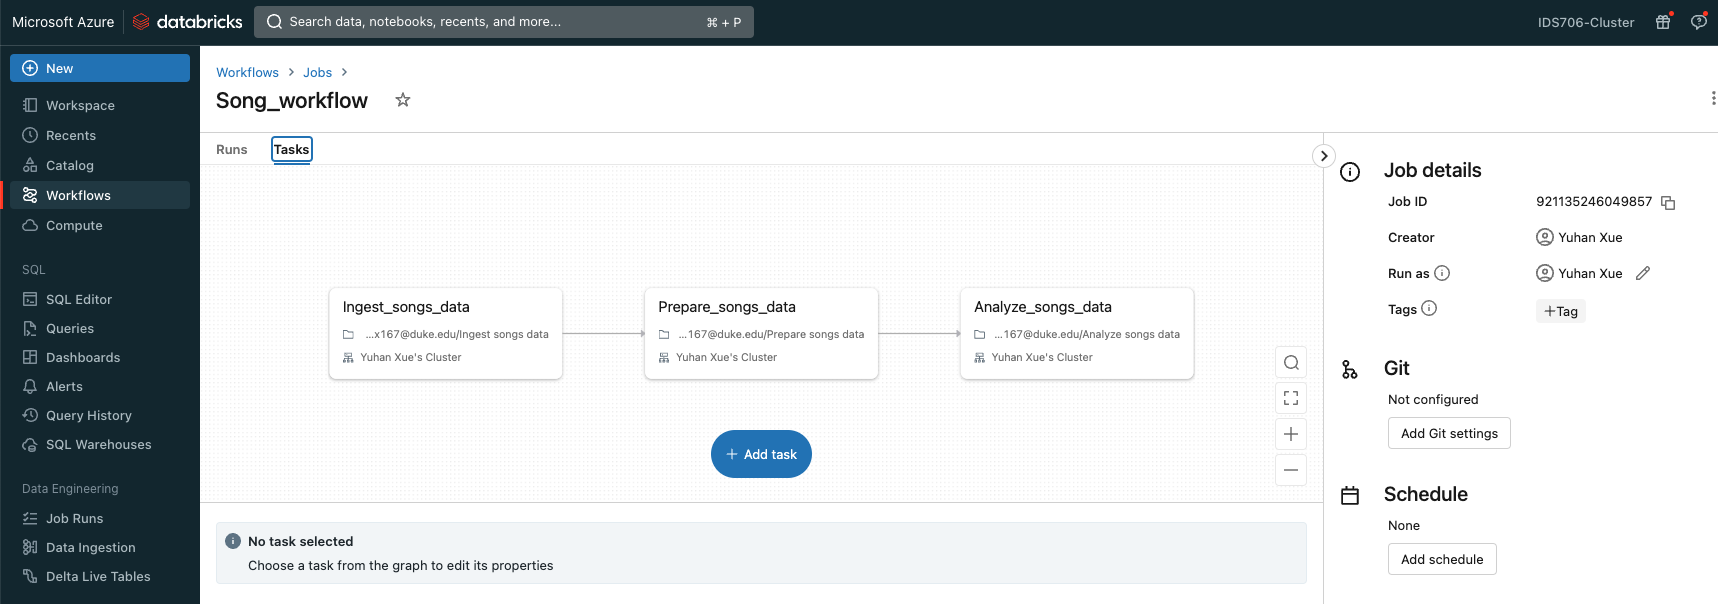 Microsoft Azure
databricks
Search data, notebooks, recents, and more...
⌘ + P
IDS706-Cluster
New
Workspace
Recents
Catalog
Workflows
Compute
SQL
SQL Editor
Queries
Dashboards
Alerts
Query History
SQL Warehouses
Data Engineering
Job Runs
Data Ingestion
Delta Live Tables
Workflows > Jobs >
Song_workflow
Runs
Tasks
Ingest_songs_data
...x167@duke.edu/Ingest songs data
Yuhan Xue's Cluster
Prepare_songs_data
...167@duke.edu/Prepare songs data
Yuhan Xue's Cluster
Analyze_songs_data
...167@duke.edu/Analyze songs data
Yuhan Xue's Cluster
+ Add task
No task selected
Choose a task from the graph to edit its properties
Job details
Job ID
921135246049857
Creator
Yuhan Xue
Run as
Yuhan Xue
Tags
+Tag
Git
Not configured
Add Git settings
Schedule
None
Add schedule